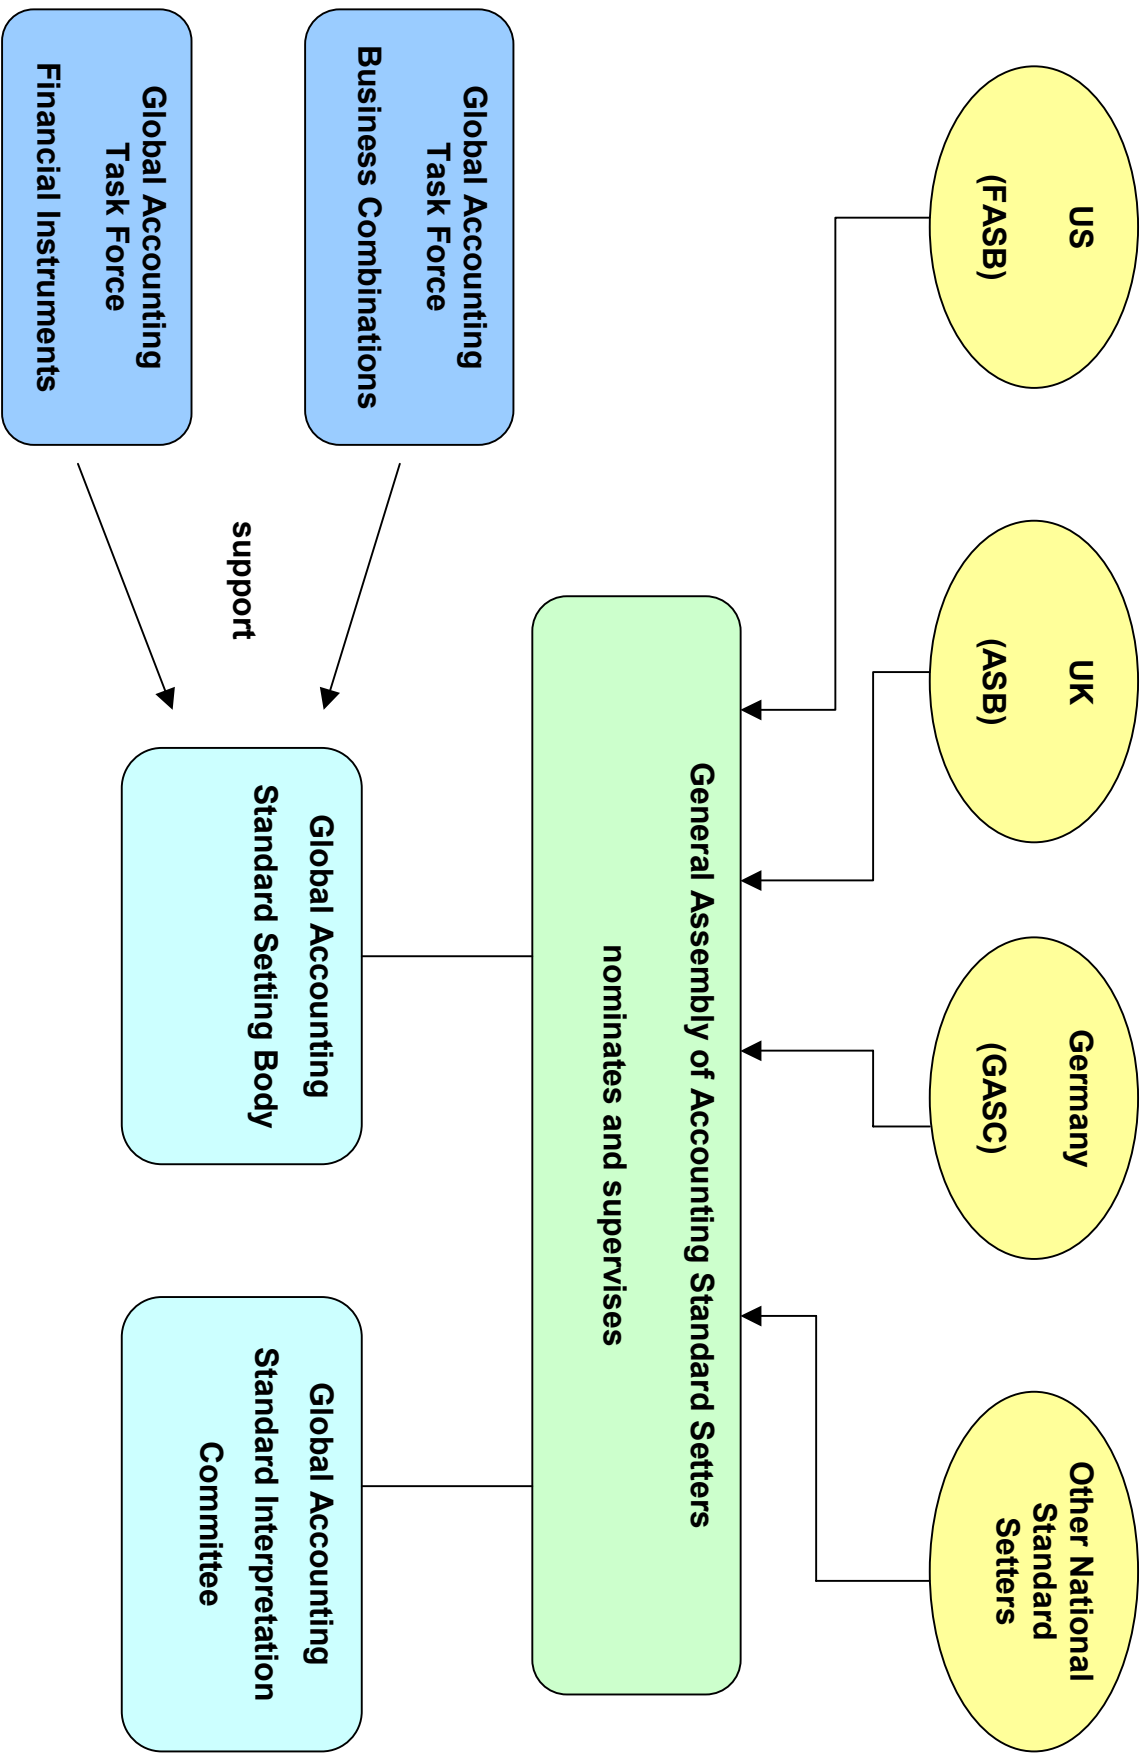 US
(FASB)
UK
(ASB)
Germany
(GASC)
Other National
Standard
Setters
General Assembly of Accounting Standard Setters
nominates and supervises
Global Accounting
Task Force
Business Combinations
Global Accounting
Task Force
Financial Instruments
support
Global Accounting
Standard Setting Body
Global Accounting
Standard Interpretation
Committee